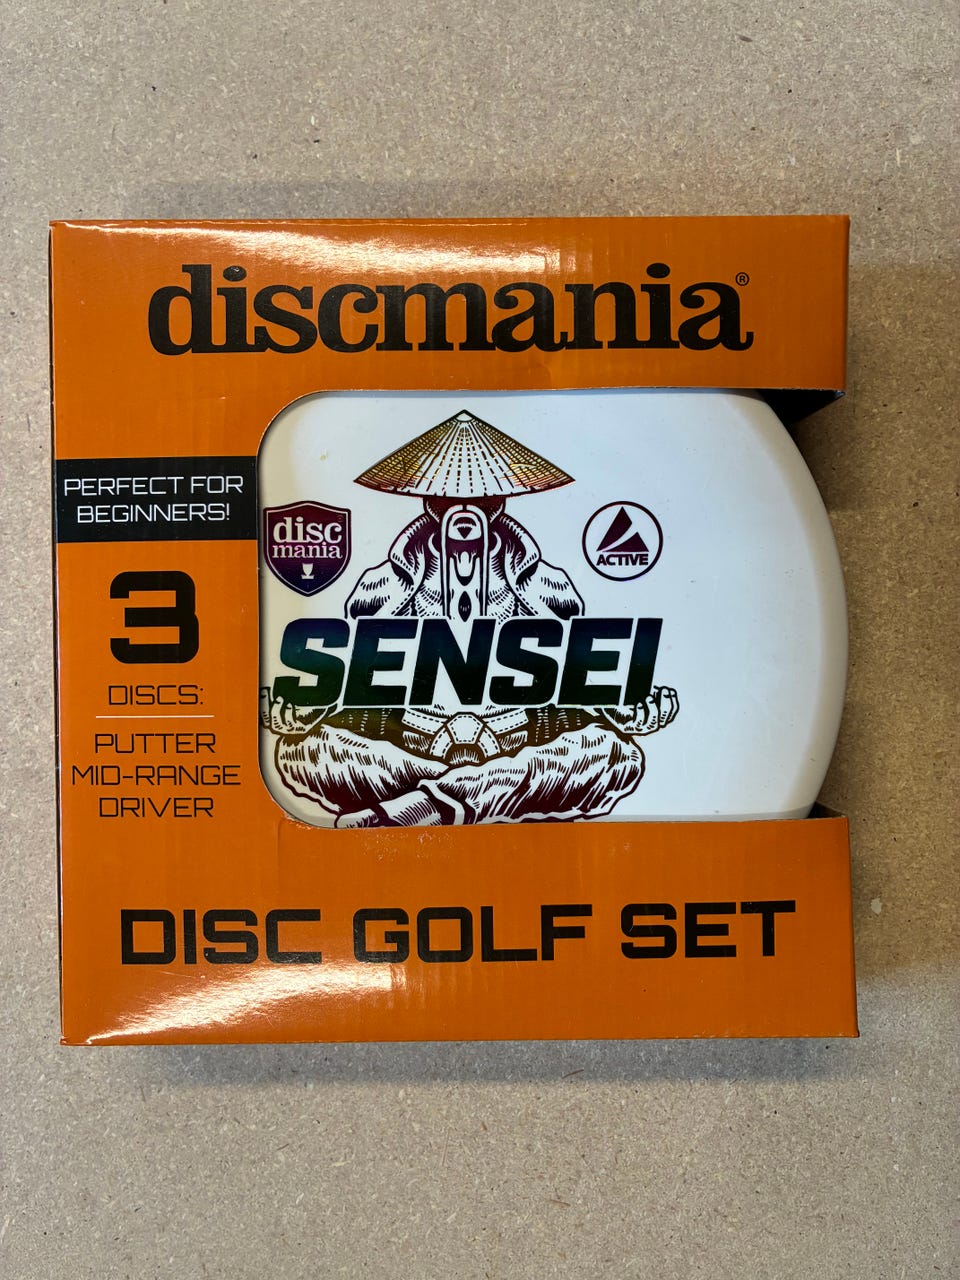 discmania®
PERFECT FOR
BEGINNERS!
3
DISCS:
PUTTER
MID-RANGE
DRIVER
disc
mania
ACTIVE
SENSEI
DISC GOLF SET